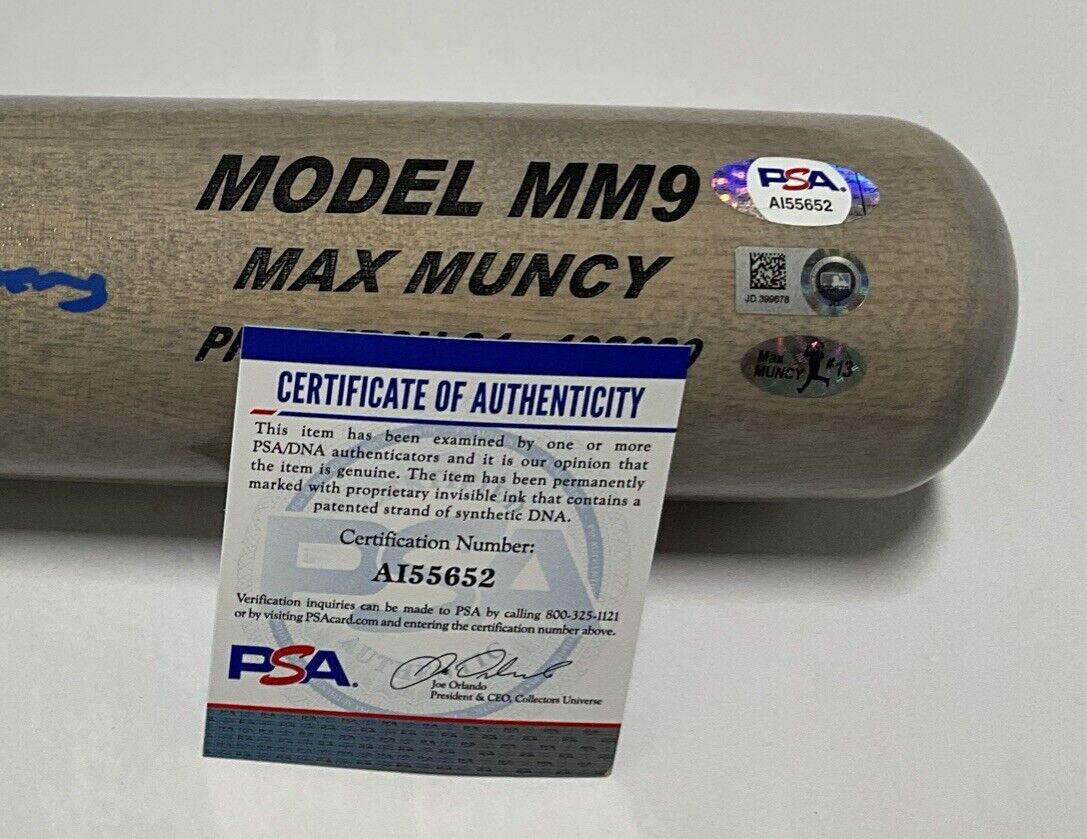 MODEL MM9
MAX MUNCY
PSA
AI55652
JD 399678
Max
MUNCY #13
CERTIFICATE OF AUTHENTICITY
This item has been examined by one or more
PSA/DNA authenticators and it is our opinion that
the item is genuine. The item has been permanently
marked with proprietary invisible ink that contains a
patented strand of synthetic DNA.
Certification Number:
AI55652
Verification inquiries can be made to PSA by calling 800-325-1121
or by visiting PSAcard.com and entering the certification number above.
PSA.
Joe Orlando
President & CEO, Collectors Universe